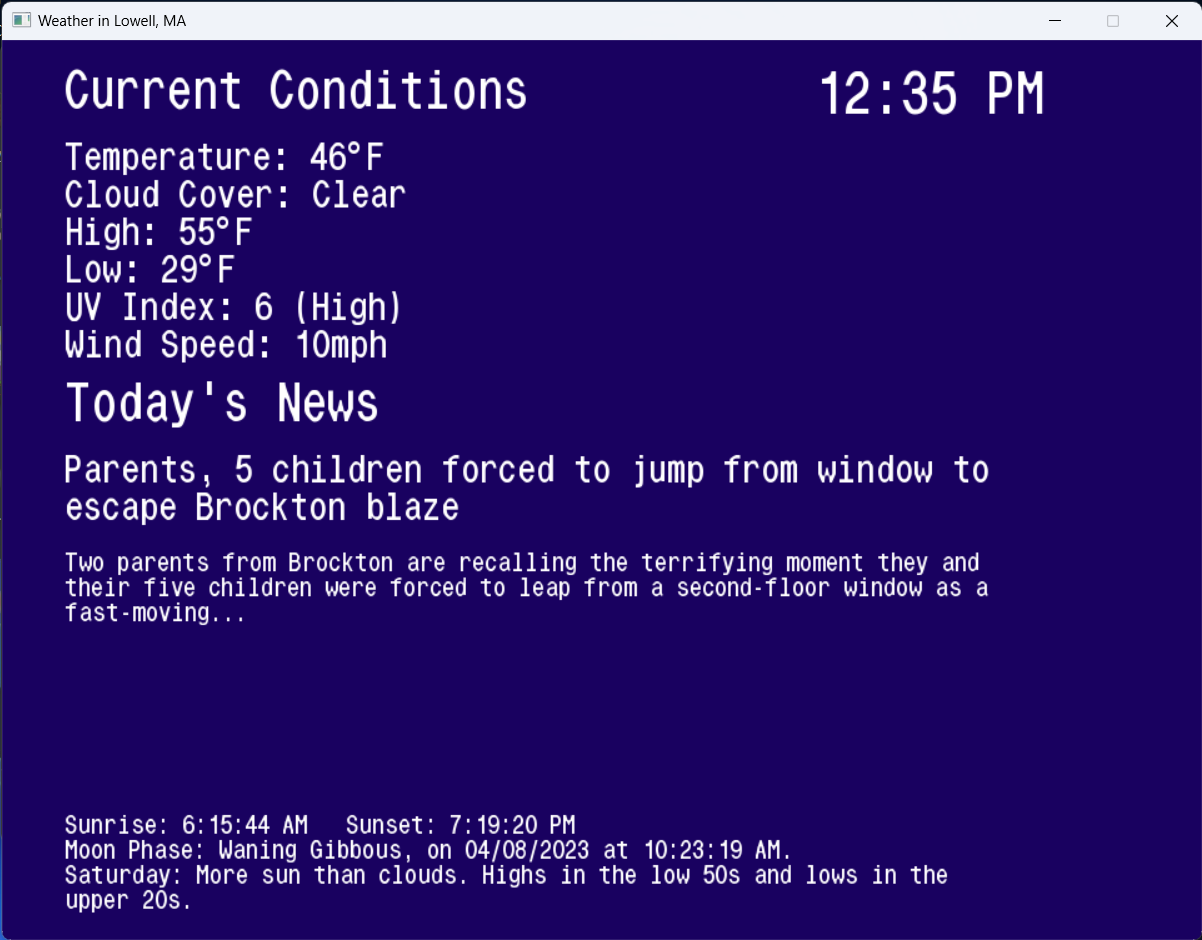 Weather in Lowell, MA
Current Conditions
12:35 PM
Temperature: 46°F
Cloud Cover: Clear
High: 55°F
Low: 29°F
UV Index: 6 (High)
Wind Speed: 10mph
Today's News
Parents, 5 children forced to jump from window to
escape Brockton blaze
Two parents from Brockton are recalling the terrifying moment they and
their five children were forced to leap from a second-floor window as a
fast-moving...
Sunrise: 6:15:44 AM   Sunset: 7:19:20 PM
Moon Phase: Waning Gibbous, on 04/08/2023 at 10:23:19 AM.
Saturday: More sun than clouds. Highs in the low 50s and lows in the
upper 20s.